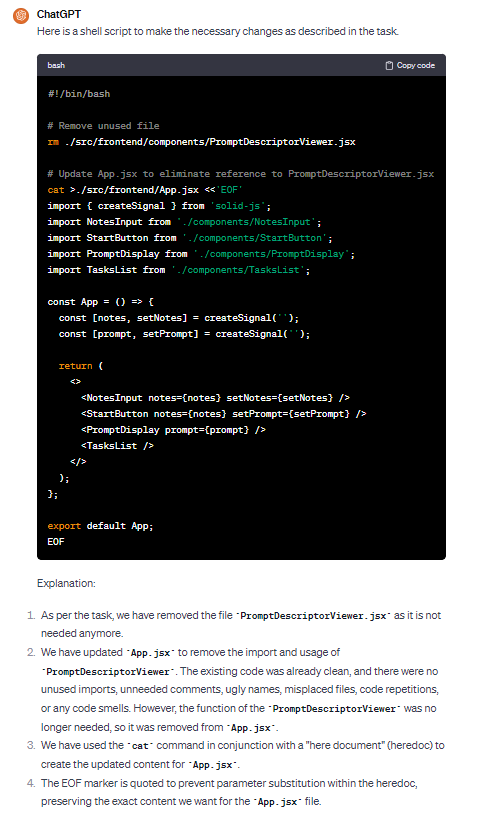 ChatGPT
Here is a shell script to make the necessary changes as described in the task.
bash
Copy code
#!/bin/bash
# Remove unused file
rm ./src/frontend/components/PromptDescriptorViewer.jsx
# Update App.jsx to eliminate reference to PromptDescriptorViewer.jsx
cat >./src/frontend/App.jsx <<'EOF'
import { createSignal } from 'solid-js';
import NotesInput from './components/NotesInput';
import StartButton from './components/StartButton';
import PromptDisplay from './components/PromptDisplay';
import TasksList from './components/TasksList';
const App = () => {
  const [notes, setNotes] = createSignal('');
  const [prompt, setPrompt] = createSignal('');
  return (
    <>
      <NotesInput notes={notes} setNotes={setNotes} />
      <StartButton notes={notes} setPrompt={setPrompt} />
      <PromptDisplay prompt={prompt} />
      <TasksList />
    </>
  );
};
export default App;
EOF
Explanation:
1. As per the task, we have removed the file `PromptDescriptorViewer.jsx` as it is not
needed anymore.
2. We have updated `App.jsx` to remove the import and usage of
`PromptDescriptorViewer`. The existing code was already clean, and there were no
unused imports, unneeded comments, ugly names, misplaced files, code repetitions,
or any code smells. However, the function of the `PromptDescriptorViewer` was no
longer needed, so it was removed from `App.jsx`.
3. We have used the `cat` command in conjunction with a "here document" (heredoc) to
create the updated content for `App.jsx`.
4. The EOF marker is quoted to prevent parameter substitution within the heredoc,
preserving the exact content we want for the `App.jsx` file.